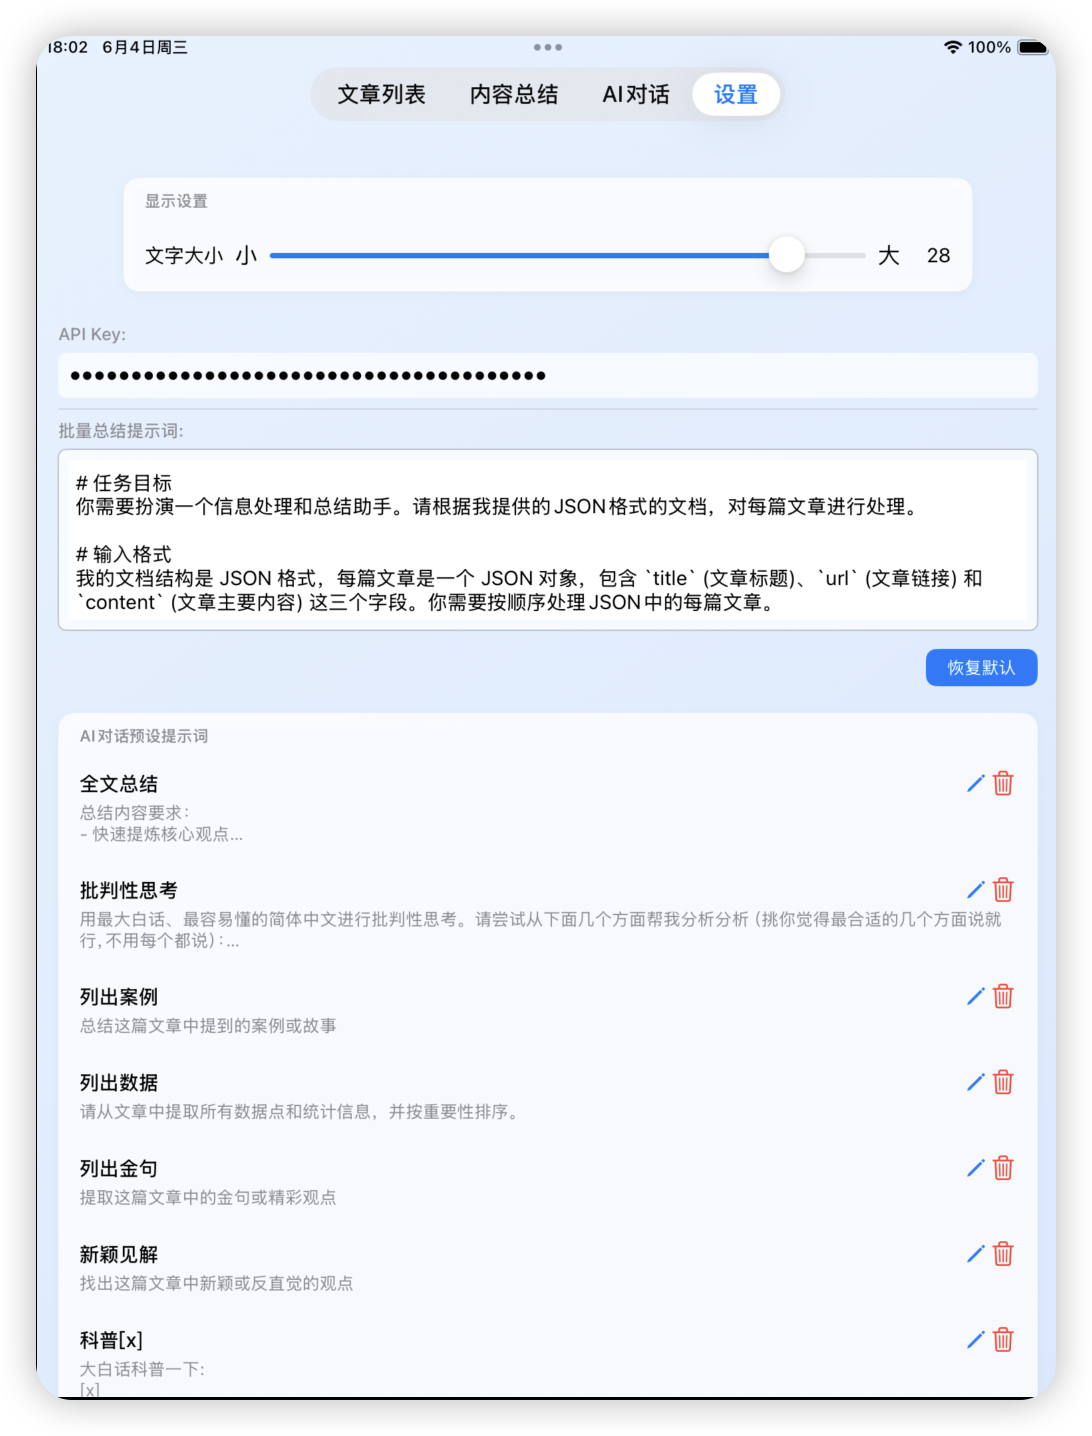 18:02 6月4日周三
100%
文章列表 内容总结 AI对话 设置
显示设置
文字大小 小 大 28
API Key:
批量总结提示词:
# 任务目标
你需要扮演一个信息处理和总结助手。请根据我提供的JSON格式的文档，对每篇文章进行处理。
# 输入格式
我的文档结构是 JSON 格式，每篇文章是一个 JSON 对象，包含 `title` (文章标题)、`url` (文章链接) 和
`content` (文章主要内容) 这三个字段。你需要按顺序处理JSON中的每篇文章。
恢复默认
AI对话预设提示词
全文总结
总结内容要求：
- 快速提炼核心观点...
批判性思考
用最大白话、最容易懂的简体中文进行批判性思考。请尝试从下面几个方面帮我分析分析（挑你觉得最合适的几个方面说就
行,不用每个都说）:...
列出案例
总结这篇文章中提到的案例或故事
列出数据
请从文章中提取所有数据点和统计信息，并按重要性排序。
列出金句
提取这篇文章中的金句或精彩观点
新颖见解
找出这篇文章中新颖或反直觉的观点
科普[x]
大白话科普一下:
[x]